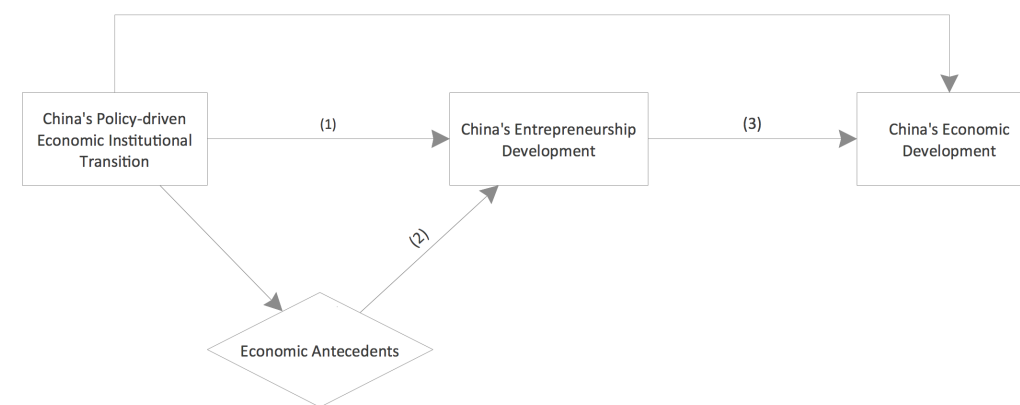 China's Policy-driven
Economic Institutional
Transition
(1)
China's Entrepreneurship
Development
(3)
China's Economic
Development
(2)
Economic Antecedents